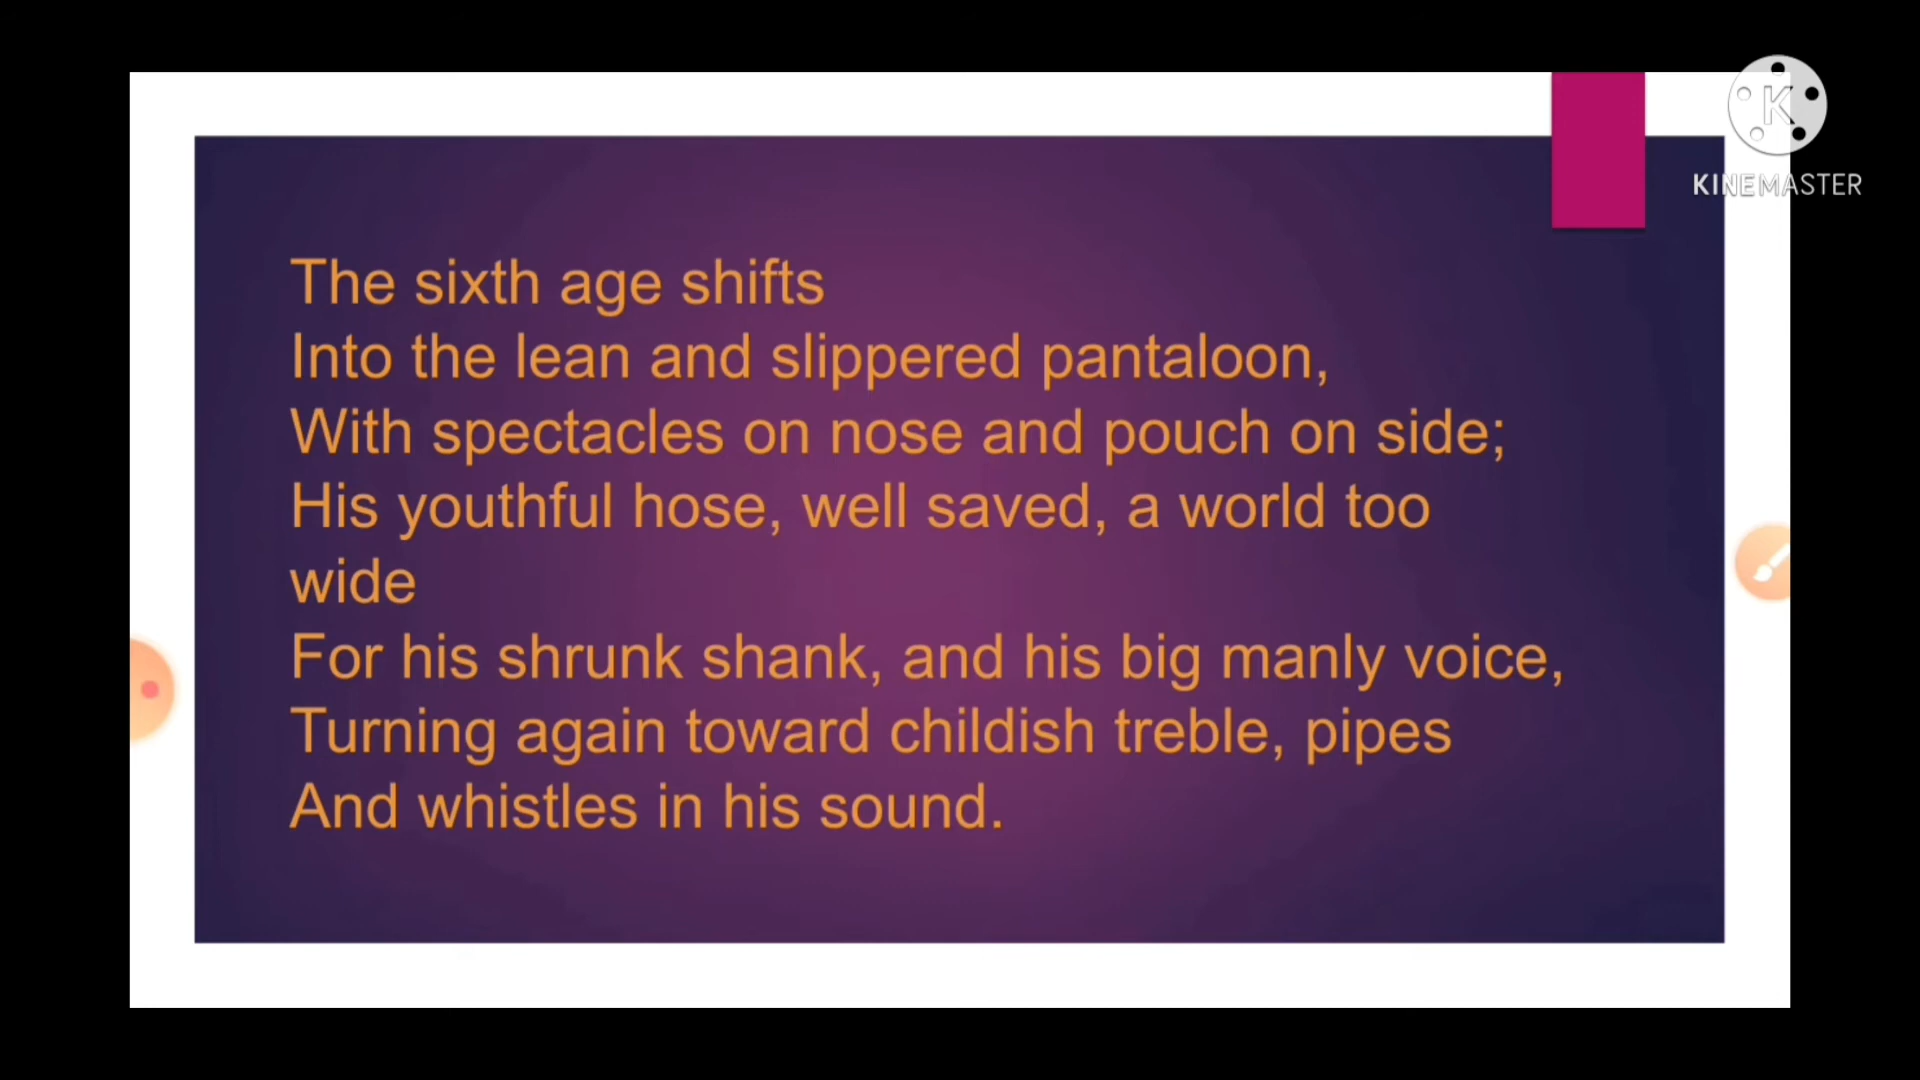 K
KINEMASTER
The sixth age shifts
Into the lean and slippered pantaloon,
With spectacles on nose and pouch on side;
His youthful hose, well saved, a world too
wide
For his shrunk shank, and his big manly voice,
Turning again toward childish treble, pipes
And whistles in his sound.